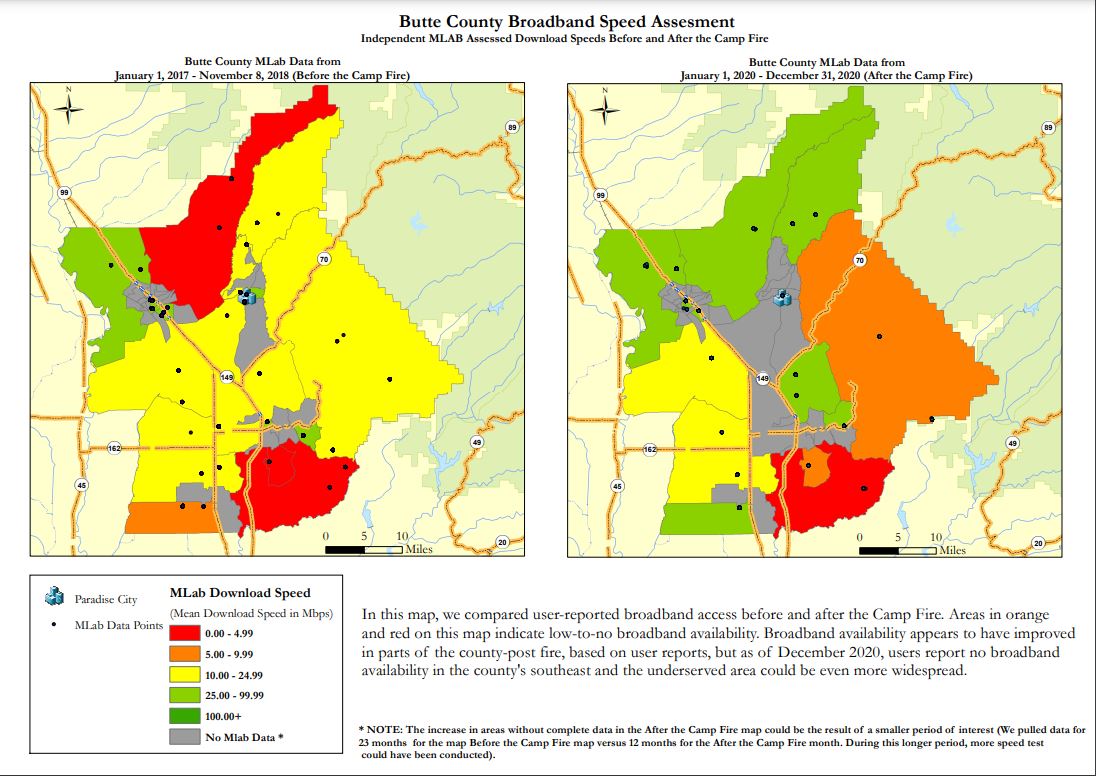 Butte County Broadband Speed Assesment
Independent MLAB Assessed Download Speeds Before and After the Camp Fire
Butte County MLab Data from
January 1, 2017 - November 8, 2018 (Before the Camp Fire)
N
89
99
70
149
162
49
45
20
0 5 10
Miles
Butte County MLab Data from
January 1, 2020 - December 31, 2020 (After the Camp Fire)
N
89
99
70
149
162
49
45
20
0 5 10
Miles
Paradise City
MLab Data Points
MLab Download Speed
(Mean Download Speed in Mbps)
0.00 - 4.99
5.00 - 9.99
10.00 - 24.99
25.00 - 99.99
100.00+
No Mlab Data *
In this map, we compared user-reported broadband access before and after the Camp Fire. Areas in orange
and red on this map indicate low-to-no broadband availability. Broadband availability appears to have improved
in parts of the county-post fire, based on user reports, but as of December 2020, users report no broadband
availability in the county's southeast and the underserved area could be even more widespread.
* NOTE: The increase in areas without complete data in the After the Camp Fire map could be the result of a smaller period of interest (We pulled data for
23 months for the map Before the Camp Fire map versus 12 months for the After the Camp Fire month. During this longer period, more speed test
could have been conducted).